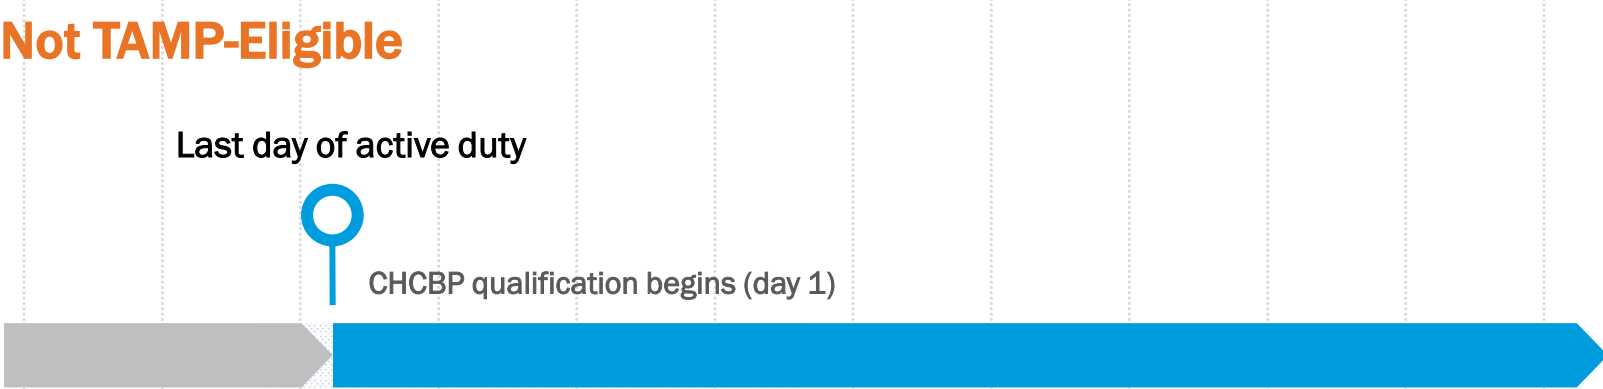 Not TAMP-Eligible
Last day of active duty
CHCBP qualification begins (day 1)